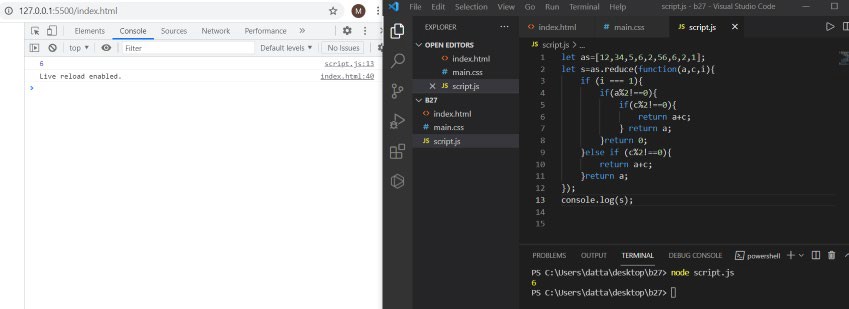 127.0.0.1:5500/index.html
M
Elements Console Sources Network Performance »
top Filter Default levels No Issues
6 script.js:13
Live reload enabled. index.html:40
>
File Edit Selection View Go Run Terminal Help script.js - b27 - Visual Studio Code
EXPLORER ...
OPEN EDITORS
<> index.html
# main.css
X JS script.js
B27
<> index.html
# main.css
JS script.js
<> index.html # main.css JS script.js X
JS script.js > ...
1 let as=[12,34,5,6,2,56,6,2,1];
2 let s=as.reduce(function(a,c,i){
3 if (i === 1){
4 if(a%2!==0){
5 if(c%2!==0){
6 return a+c;
7 } return a;
8 }return 0;
9 }else if (c%2!==0){
10 return a+c;
11 }return a;
12 });
13 console.log(s);
14
15
PROBLEMS OUTPUT TERMINAL DEBUG CONSOLE powershell
PS C:\Users\datta\desktop\b27> node script.js
6
PS C:\Users\datta\desktop\b27>